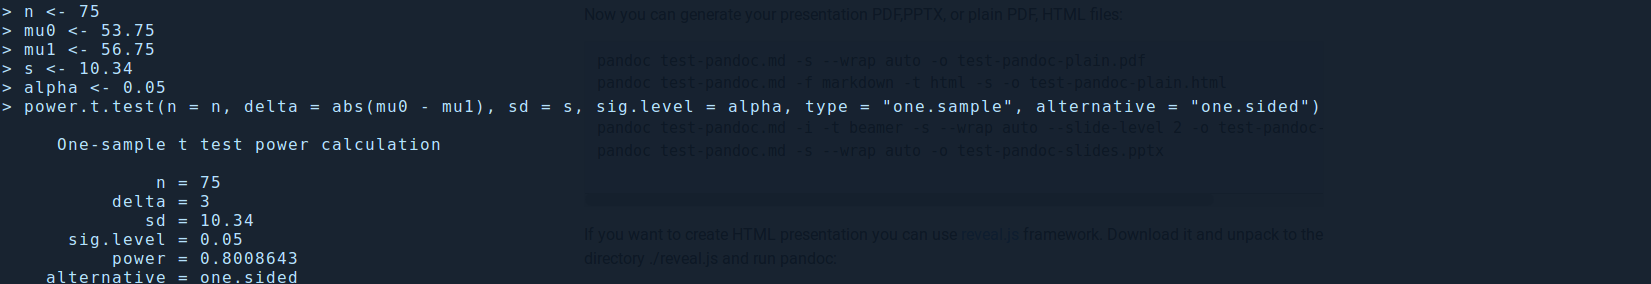 > n <- 75
> mu0 <- 53.75
> mu1 <- 56.75
> s <- 10.34
> alpha <- 0.05
> power.t.test(n = n, delta = abs(mu0 - mu1), sd = s, sig.level = alpha, type = "one.sample", alternative = "one.sided")
One-sample t test power calculation
n = 75
delta = 3
sd = 10.34
sig.level = 0.05
power = 0.8008643
alternative = one.sided
Now you can generate your presentation PDF,PPTX, or plain PDF, HTML files:
pandoc test-pandoc.md -s --wrap auto -o test-pandoc-plain.pdf
pandoc test-pandoc.md -f markdown -t html -s -o test-pandoc-plain.html
pandoc test-pandoc.md -i -t beamer -s --wrap auto --slide-level 2 -o test-pandoc-
pandoc test-pandoc.md -s --wrap auto -o test-pandoc-slides.pptx
If you want to create HTML presentation you can use reveal.js framework. Download it and unpack to the
directory ./reveal.js and run pandoc: